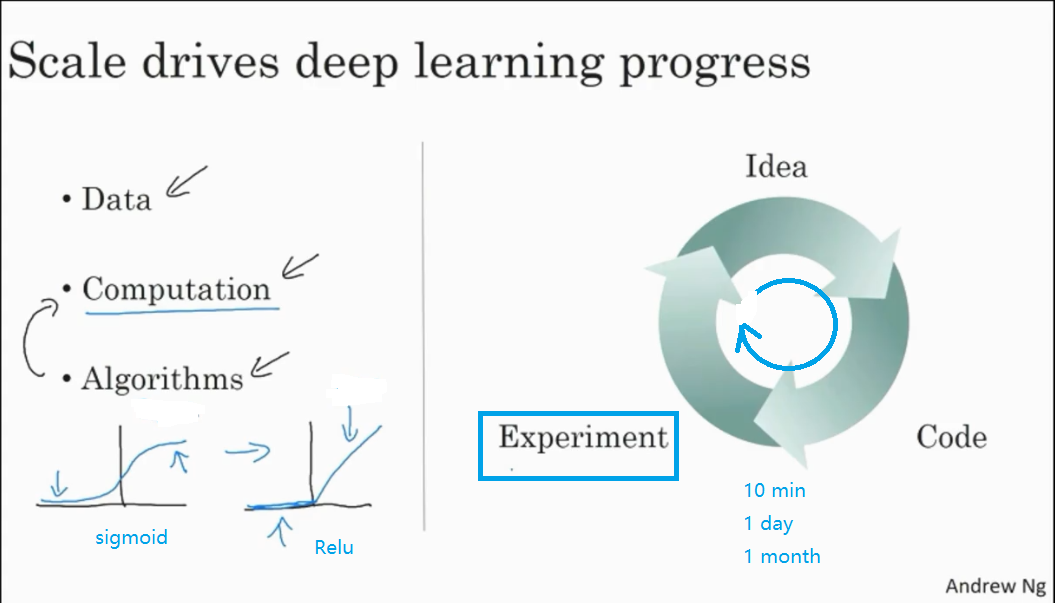 Scale drives deep learning progress
• Data
• Computation
• Algorithms
sigmoid
Relu
Idea
Experiment
Code
10 min
1 day
1 month
Andrew Ng